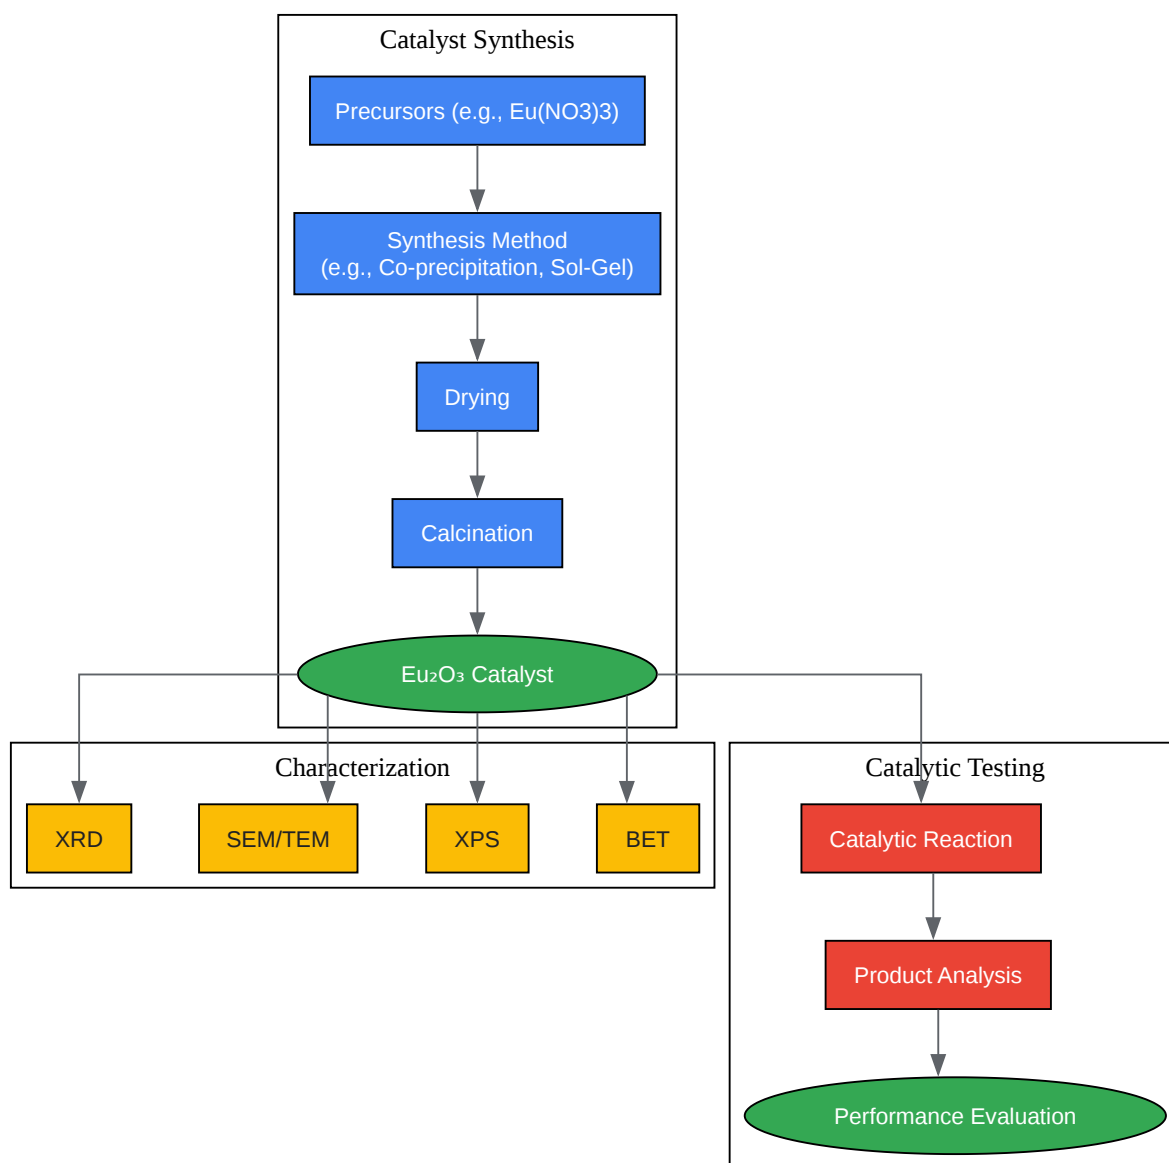 Catalyst Synthesis
Precursors (e.g., Eu(NO3)3)
Synthesis Method
(e.g., Co-precipitation, Sol-Gel)
Drying
Calcination
Eu₂O₃ Catalyst
Characterization
XRD
SEM/TEM
XPS
BET
Catalytic Testing
Catalytic Reaction
Product Analysis
Performance Evaluation